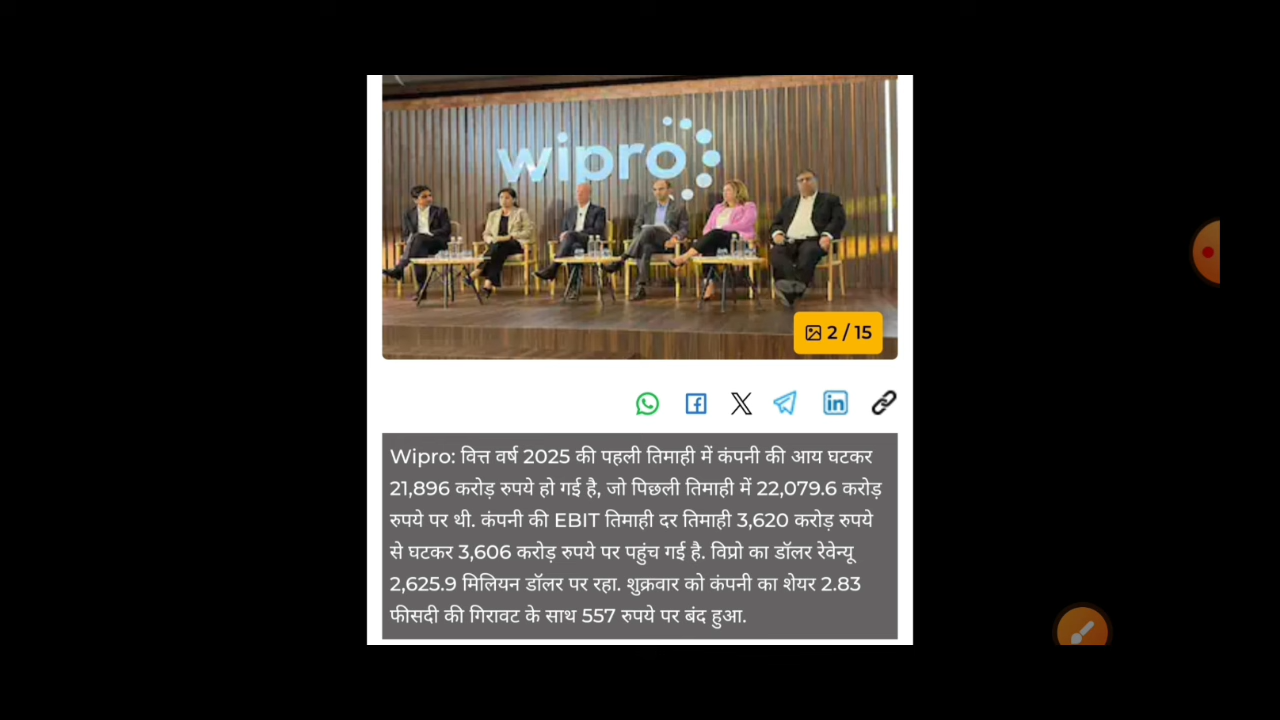 wipro
2 / 15
Wipro: वित्त वर्ष 2025 की पहली तिमाही में कंपनी की आय घटकर
21,896 करोड़ रुपये हो गई है, जो पिछली तिमाही में 22,079.6 करोड़
रुपये पर थी. कंपनी की EBIT तिमाही दर तिमाही 3,620 करोड़ रुपये
से घटकर 3,606 करोड़ रुपये पर पहुंच गई है. विप्रो का डॉलर रेवेन्यू
2,625.9 मिलियन डॉलर पर रहा. शुक्रवार को कंपनी का शेयर 2.83
फीसदी की गिरावट के साथ 557 रुपये पर बंद हुआ.